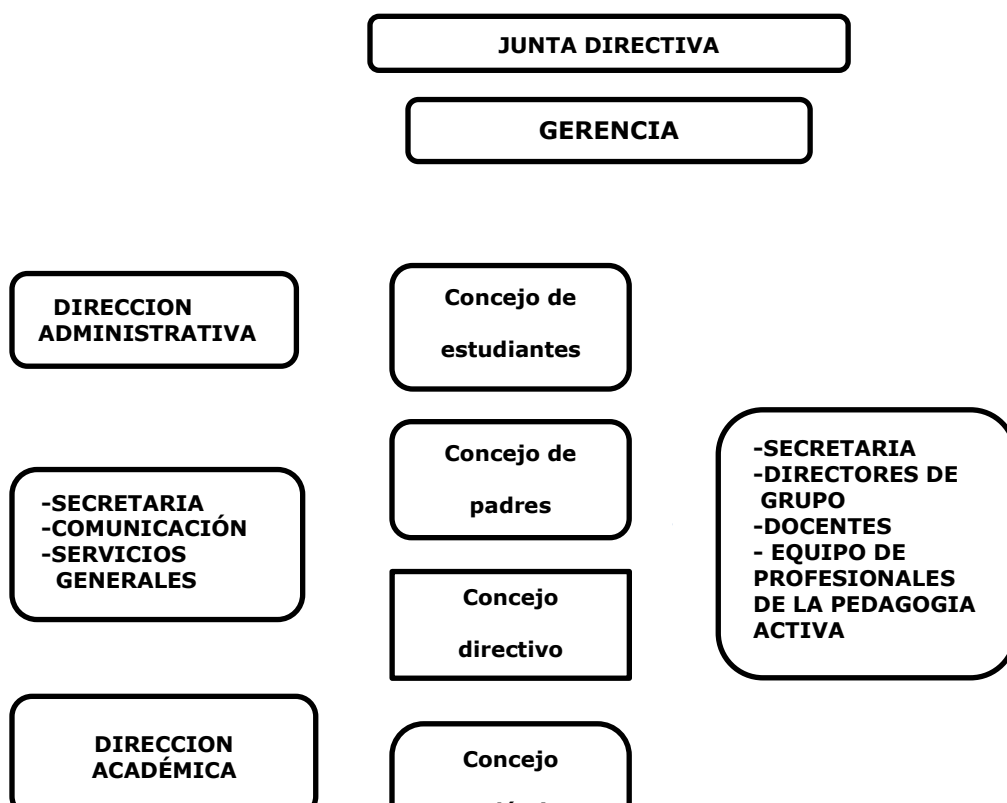 JUNTA DIRECTIVA
GERENCIA
DIRECCION
ADMINISTRATIVA
Concejo de
estudiantes
Concejo de
padres
-SECRETARIA
-COMUNICACIÓN
-SERVICIOS
GENERALES
-SECRETARIA
-DIRECTORES DE
GRUPO
-DOCENTES
- EQUIPO DE
PROFESIONALES
DE LA PEDAGOGIA
ACTIVA
Concejo
directivo
DIRECCION
ACADÉMICA
Concejo